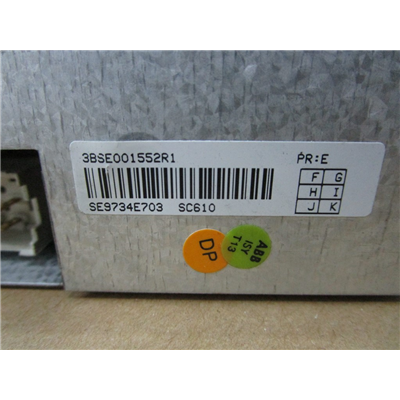 3BSE001552R1
PR:E
F G
H I
J K
SE9734E703 SC610
DP
ABB
ISY
T13